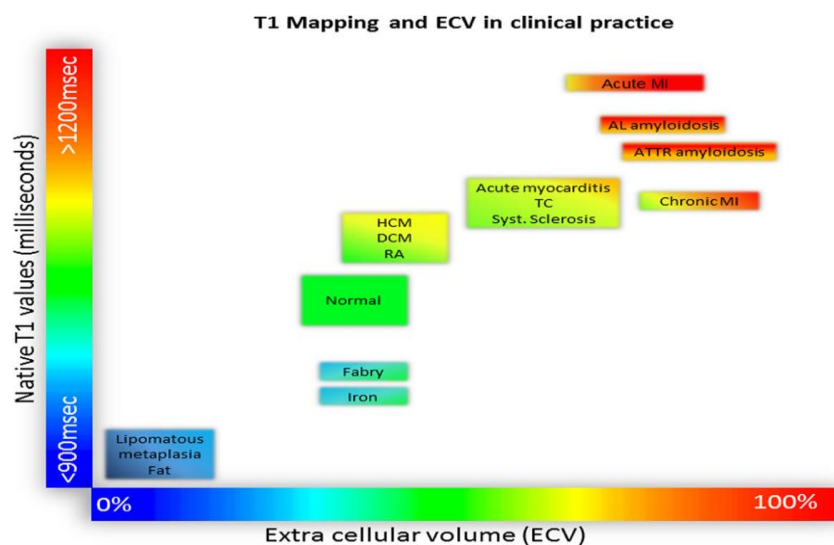 T1 Mapping and ECV in clinical practice
Native T1 values (milliseconds)
>1200msec
<900msec
Acute MI
AL amyloidosis
ATTR amyloidosis
Acute myocarditis
TC
Syst. Sclerosis
Chronic MI
HCM
DCM
RA
Normal
Fabry
Iron
Lipomatous
metaplasia
Fat
0%
100%
Extra cellular volume (ECV)